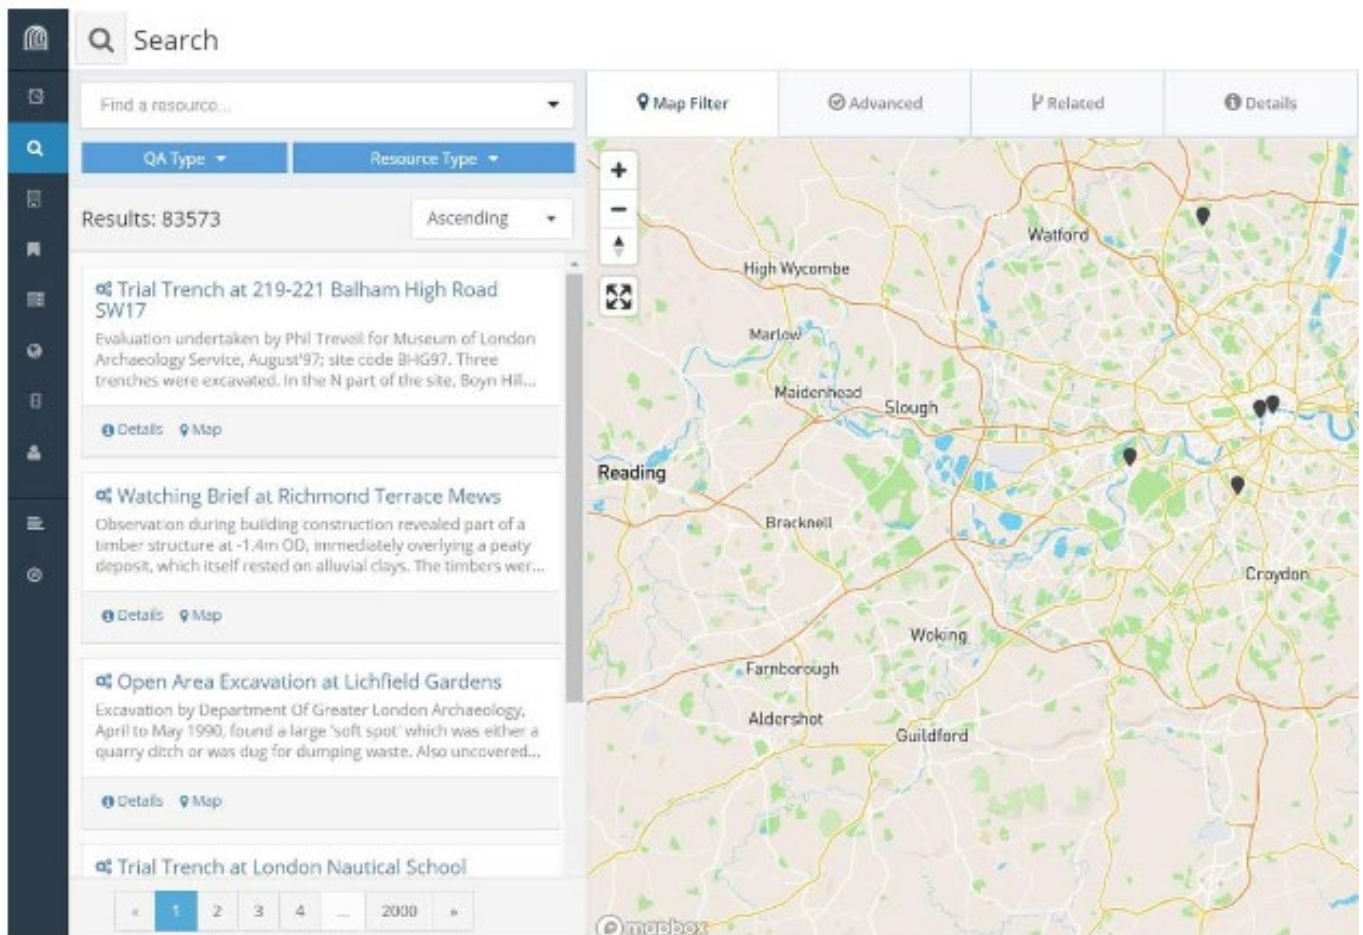 Search
Find a resource...
QA Type
Resource Type
Results: 83573
Ascending
Trial Trench at 219-221 Balham High Road
SW17
Evaluation undertaken by Phil Treveil for Museum of London
Archaeology Service, August'97; site code BHG97. Three
trenches were excavated. In the N part of the site, Boyn Hill...
Details Map
Watching Brief at Richmond Terrace Mews
Observation during building construction revealed part of a
timber structure at -1.4m OD, immediately overlying a peaty
deposit, which itself rested on alluvial clays. The timbers wer...
Details Map
Open Area Excavation at Lichfield Gardens
Excavation by Department Of Greater London Archaeology,
April to May 1990, found a large 'soft spot' which was either a
quarry ditch or was dug for dumping waste. Also uncovered...
Details Map
Trial Trench at London Nautical School
« 1 2 3 4 ... 2000 »
Map Filter
Advanced
Related
Details
Watford
High Wycombe
Marlow
Maidenhead
Slough
Reading
Bracknell
Croydon
Woking
Farnborough
Aldershot
Guildford
mapbox